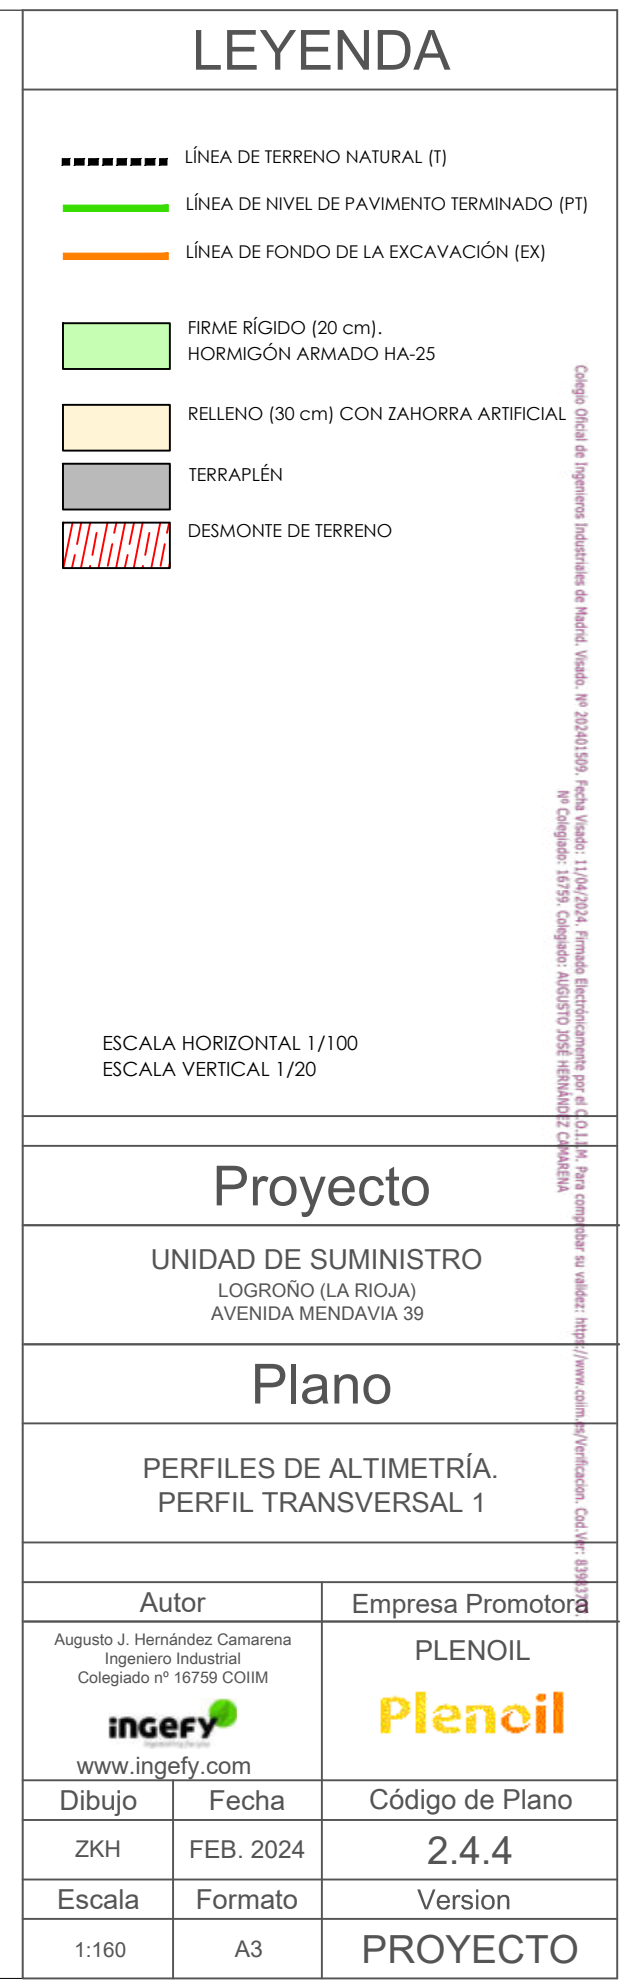 LEYENDA
LÍNEA DE TERRENO NATURAL (T)
LÍNEA DE NIVEL DE PAVIMENTO TERMINADO (PT)
LÍNEA DE FONDO DE LA EXCAVACIÓN (EX)
FIRME RÍGIDO (20 cm).
HORMIGÓN ARMADO HA-25
RELLENO (30 cm) CON ZAHORRA ARTIFICIAL
TERRAPLÉN
DESMONTE DE TERRENO
Colegio Oficial de Ingenieros Industriales de Madrid. Visado. Nº 202401509. Fecha Visado: 11/04/2024. Firmado Electrónicamente por el C.O.I.I.M. Para comprobar su validez: https://www.coiim.es/Verificacion. Cod.Ver:
Nº Colegiado: 16759. Colegiado: AUGUSTO JOSÉ HERNÁNDEZ CAMARENA
ESCALA HORIZONTAL 1/100
ESCALA VERTICAL 1/20
Proyecto
UNIDAD DE SUMINISTRO
LOGROÑO (LA RIOJA)
AVENIDA MENDAVIA 39
Plano
PERFILES DE ALTIMETRÍA.
PERFIL TRANSVERSAL 1
Autor
Empresa Promotora
Augusto J. Hernández Camarena
Ingeniero Industrial
Colegiado nº 16759 COIIM
INGEFY
www.ingefy.com
PLENOIL
Plenoil
Dibujo Fecha Código de Plano
ZKH FEB. 2024 2.4.4
Escala Formato Version
1:160 A3 PROYECTO